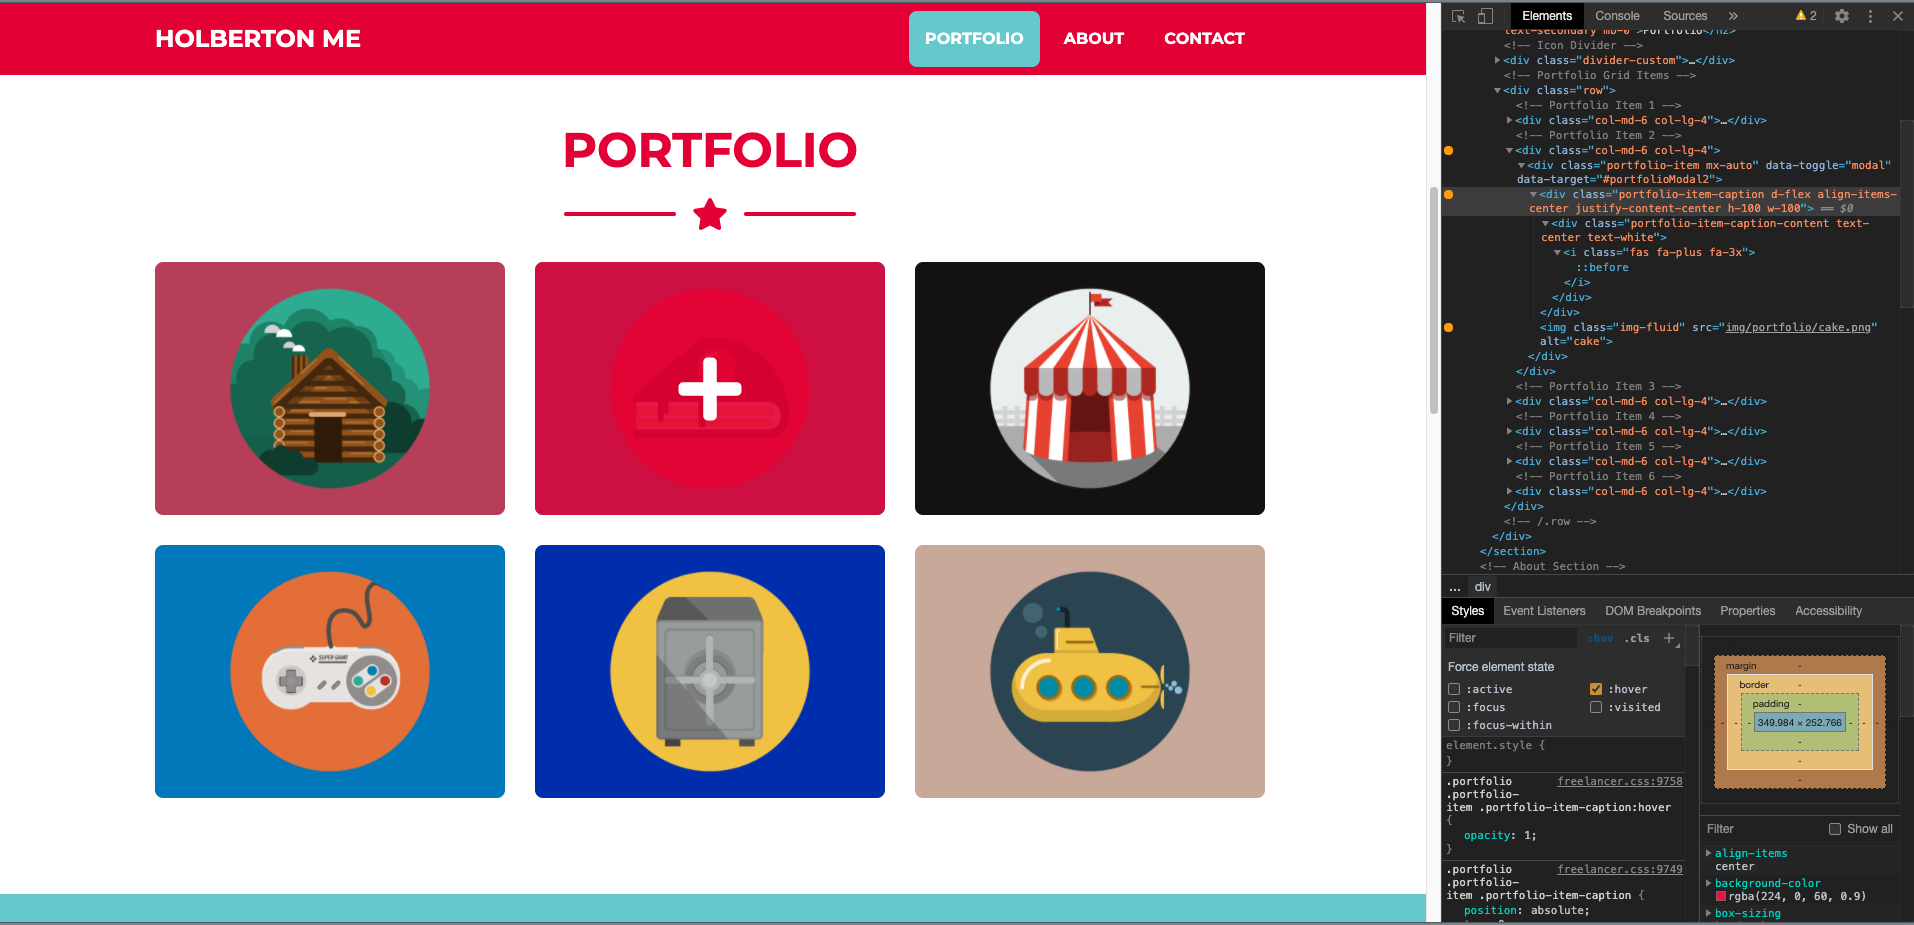 HOLBERTON ME
PORTFOLIO
ABOUT
CONTACT
PORTFOLIO
SUPER GAME
Elements
Console
Sources
»
2
text-secondary mb-0">Portfolio</h2>
<!-- Icon Divider -->
<div class="divider-custom">…</div>
<!-- Portfolio Grid Items -->
<div class="row">
<!-- Portfolio Item 1 -->
<div class="col-md-6 col-lg-4">…</div>
<!-- Portfolio Item 2 -->
<div class="col-md-6 col-lg-4">
<div class="portfolio-item mx-auto" data-toggle="modal"
data-target="#portfolioModal2">
<div class="portfolio-item-caption d-flex align-items-
center justify-content-center h-100 w-100"> == $0
<div class="portfolio-item-caption-content text-
center text-white">
<i class="fas fa-plus fa-3x">
::before
</i>
</div>
</div>
<img class="img-fluid" src="img/portfolio/cake.png"
alt="cake">
</div>
</div>
<!-- Portfolio Item 3 -->
<div class="col-md-6 col-lg-4">…</div>
<!-- Portfolio Item 4 -->
<div class="col-md-6 col-lg-4">…</div>
<!-- Portfolio Item 5 -->
<div class="col-md-6 col-lg-4">…</div>
<!-- Portfolio Item 6 -->
<div class="col-md-6 col-lg-4">…</div>
</div>
<!-- /.row -->
</div>
</section>
<!-- About Section -->
... div
Styles
Event Listeners
DOM Breakpoints
Properties
Accessibility
Filter
:hov .cls +
Force element state
:active
:hover
:focus
:visited
:focus-within
element.style {
}
.portfolio freelancer.css:9758
.portfolio-
item .portfolio-item-caption:hover
{
opacity: 1;
}
.portfolio freelancer.css:9749
.portfolio-
item .portfolio-item-caption {
position: absolute;
margin -
border -
padding -
349.984 × 252.766
Filter
Show all
align-items
center
background-color
rgba(224, 0, 60, 0.9)
box-sizing